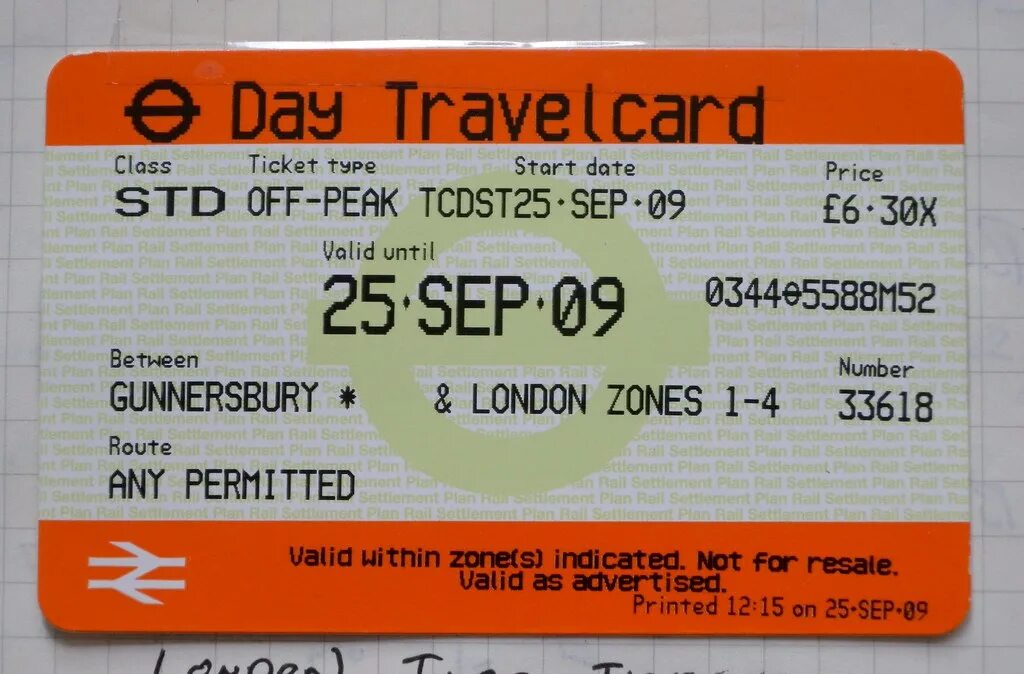 Day Travelcard
Class Ticket type Start date Price
STD OFF-PEAK TCDST25·SEP·09 £6·30X
Valid until
25·SEP·09 0344⊖5588M52
Between Number
GUNNERSBURY * & LONDON ZONES 1-4 33618
Route
ANY PERMITTED
Valid within zone(s) indicated. Not for resale.
Valid as advertised.
Printed 12:15 on 25·SEP·09